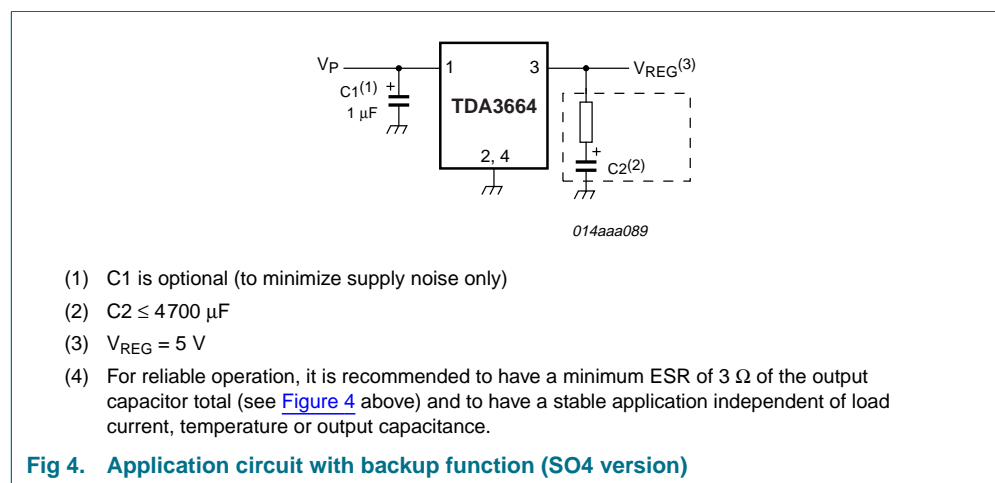 V_P
1
3
V_REG(3)
C1(1)
+
1 μF
TDA3664
2, 4
+
C2(2)
014aaa089
(1) C1 is optional (to minimize supply noise only)
(2) C2 ≤ 4700 μF
(3) V_REG = 5 V
(4) For reliable operation, it is recommended to have a minimum ESR of 3 Ω of the output
capacitor total (see Figure 4 above) and to have a stable application independent of load
current, temperature or output capacitance.
Fig 4. Application circuit with backup function (SO4 version)